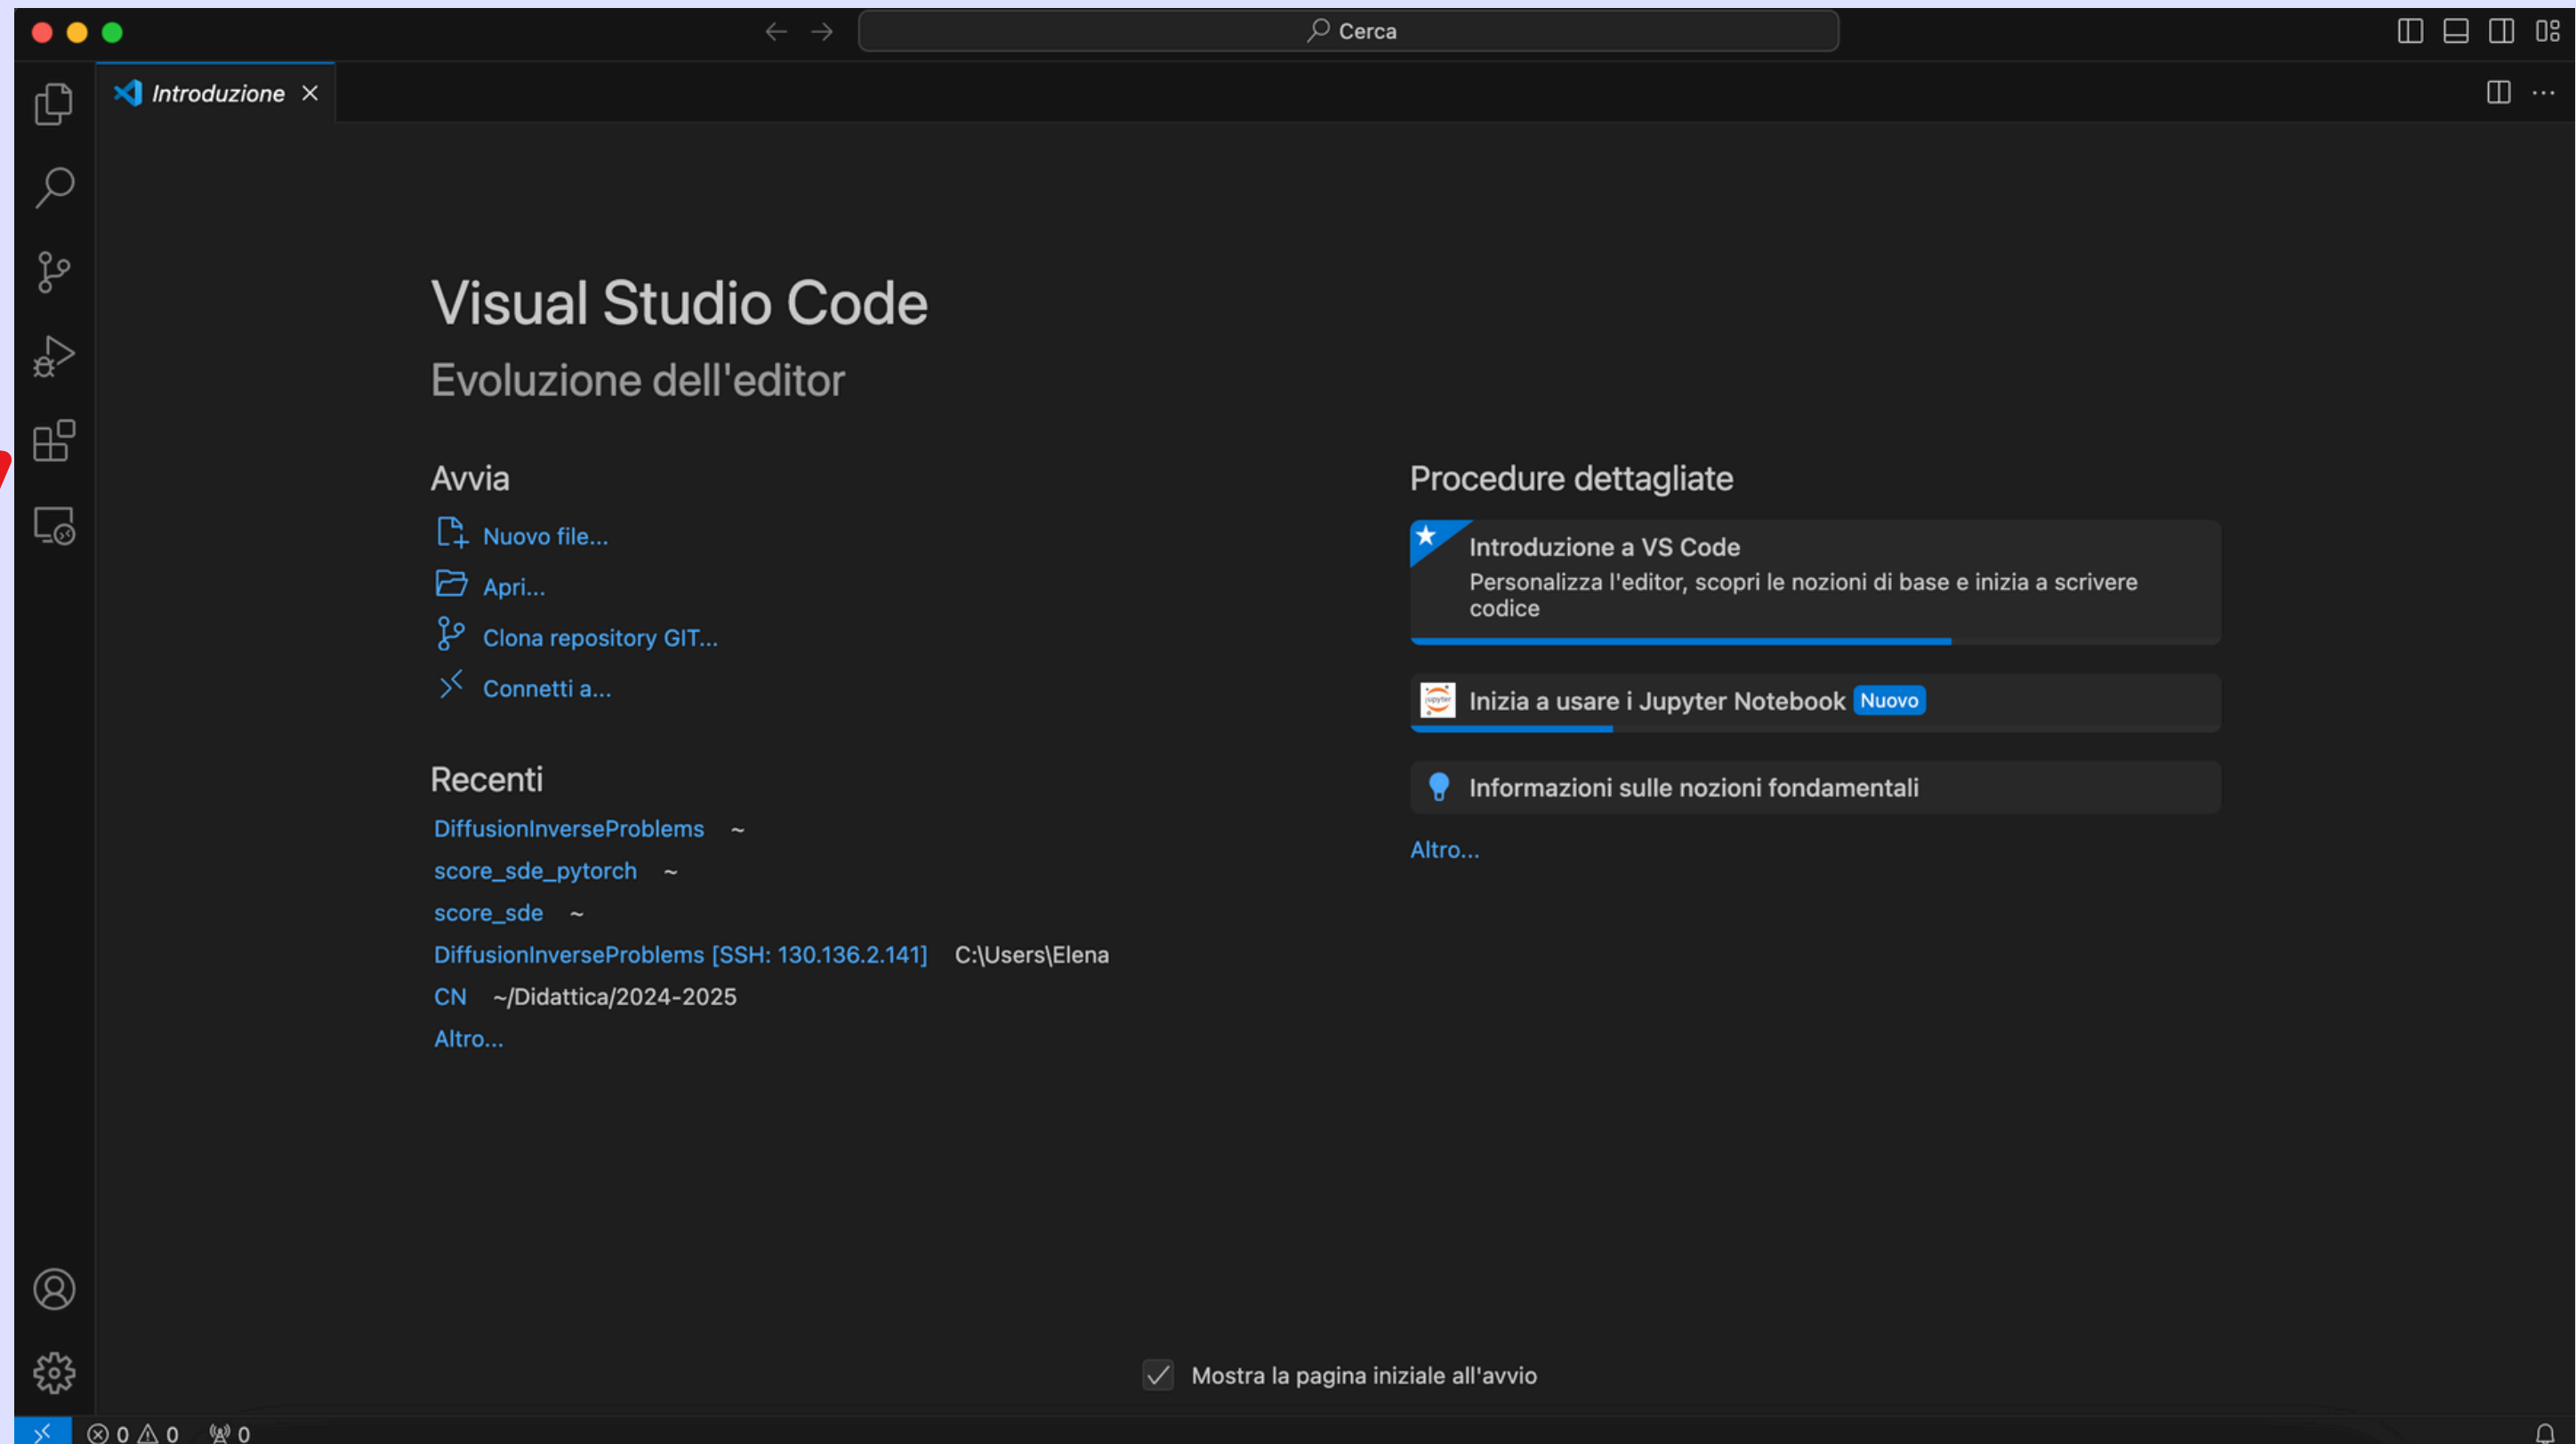 Cerca
Introduzione
Visual Studio Code
Evoluzione dell'editor
Avvia
Nuovo file...
Apri...
Clona repository GIT...
Connetti a...
Recenti
DiffusionInverseProblems ~
score_sde_pytorch ~
score_sde ~
DiffusionInverseProblems [SSH: 130.136.2.141] C:\Users\Elena
CN ~/Didattica/2024-2025
Altro...
Procedure dettagliate
Introduzione a VS Code
Personalizza l'editor, scopri le nozioni di base e inizia a scrivere
codice
jupyter
Inizia a usare i Jupyter Notebook Nuovo
Informazioni sulle nozioni fondamentali
Altro...
Mostra la pagina iniziale all'avvio
0 0 0